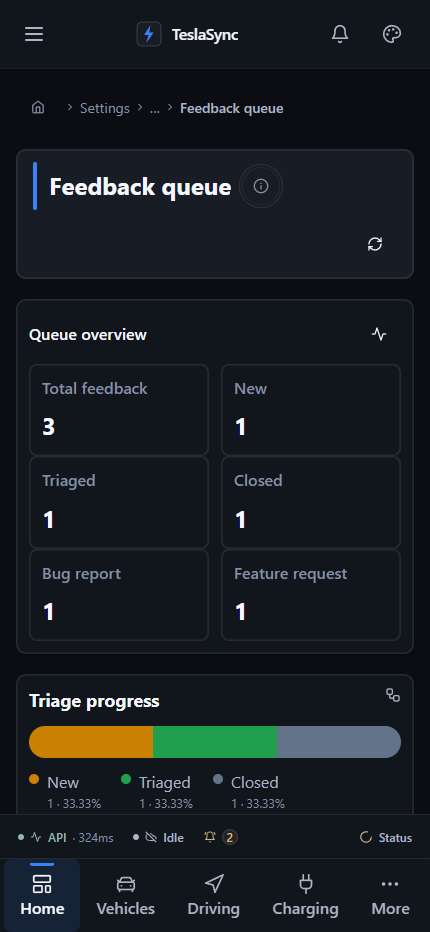 TeslaSync
Settings › ... › Feedback queue
Feedback queue
Queue overview
Total feedback
3
New
1
Triaged
1
Closed
1
Bug report
1
Feature request
1
Triage progress
New
1 · 33.33%
Triaged
1 · 33.33%
Closed
1 · 33.33%
API · 324ms Idle 2 Status
Home Vehicles Driving Charging More